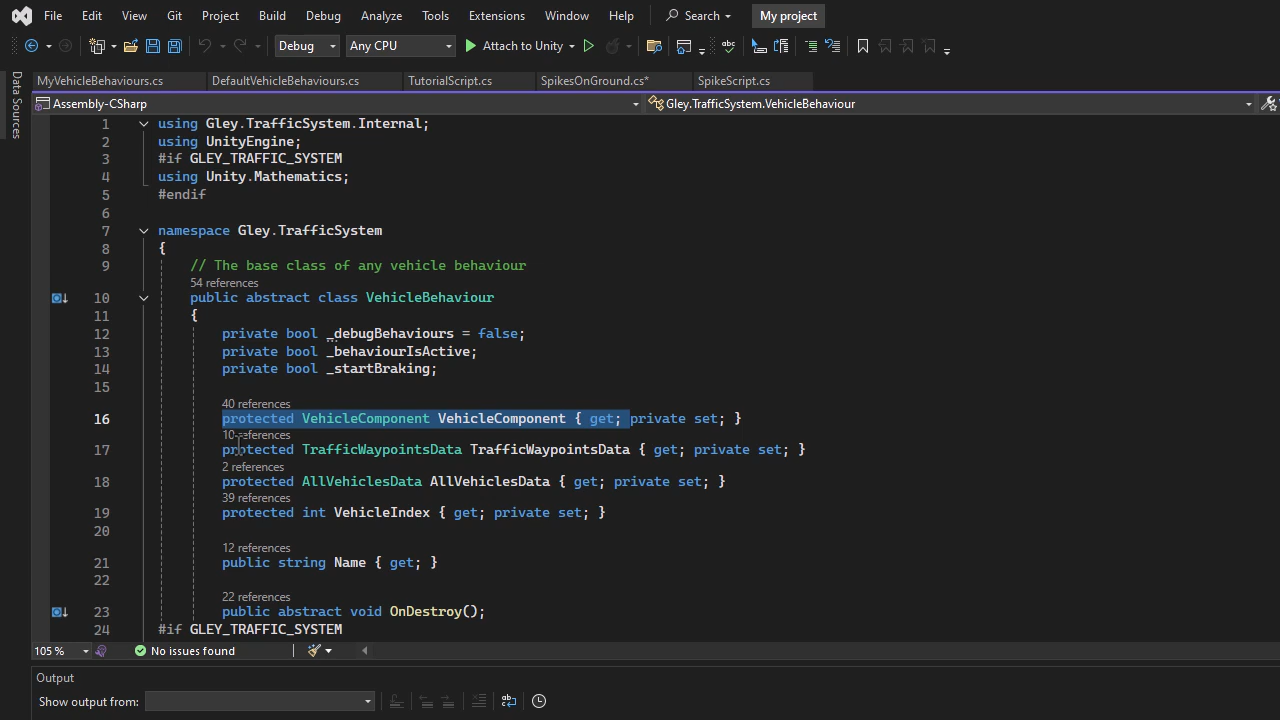 File Edit View Git Project Build Debug Analyze Tools Extensions Window Help Search My project
Debug Any CPU Attach to Unity
MyVehicleBehaviours.cs DefaultVehicleBehaviours.cs TutorialScript.cs SpikesOnGround.cs* SpikeScript.cs
Data Sources
Assembly-CSharp Gley.TrafficSystem.VehicleBehaviour
1 using Gley.TrafficSystem.Internal;
2 using UnityEngine;
3 #if GLEY_TRAFFIC_SYSTEM
4 using Unity.Mathematics;
5 #endif
6
7 namespace Gley.TrafficSystem
8 {
9 // The base class of any vehicle behaviour
54 references
10 public abstract class VehicleBehaviour
11 {
12 private bool _debugBehaviours = false;
13 private bool _behaviourIsActive;
14 private bool _startBraking;
15
40 references
16 protected VehicleComponent VehicleComponent { get; private set; }
10 references
17 protected TrafficWaypointsData TrafficWaypointsData { get; private set; }
2 references
18 protected AllVehiclesData AllVehiclesData { get; private set; }
39 references
19 protected int VehicleIndex { get; private set; }
20
12 references
21 public string Name { get; }
22
22 references
23 public abstract void OnDestroy();
24 #if GLEY_TRAFFIC_SYSTEM
105 % No issues found
Output
Show output from: